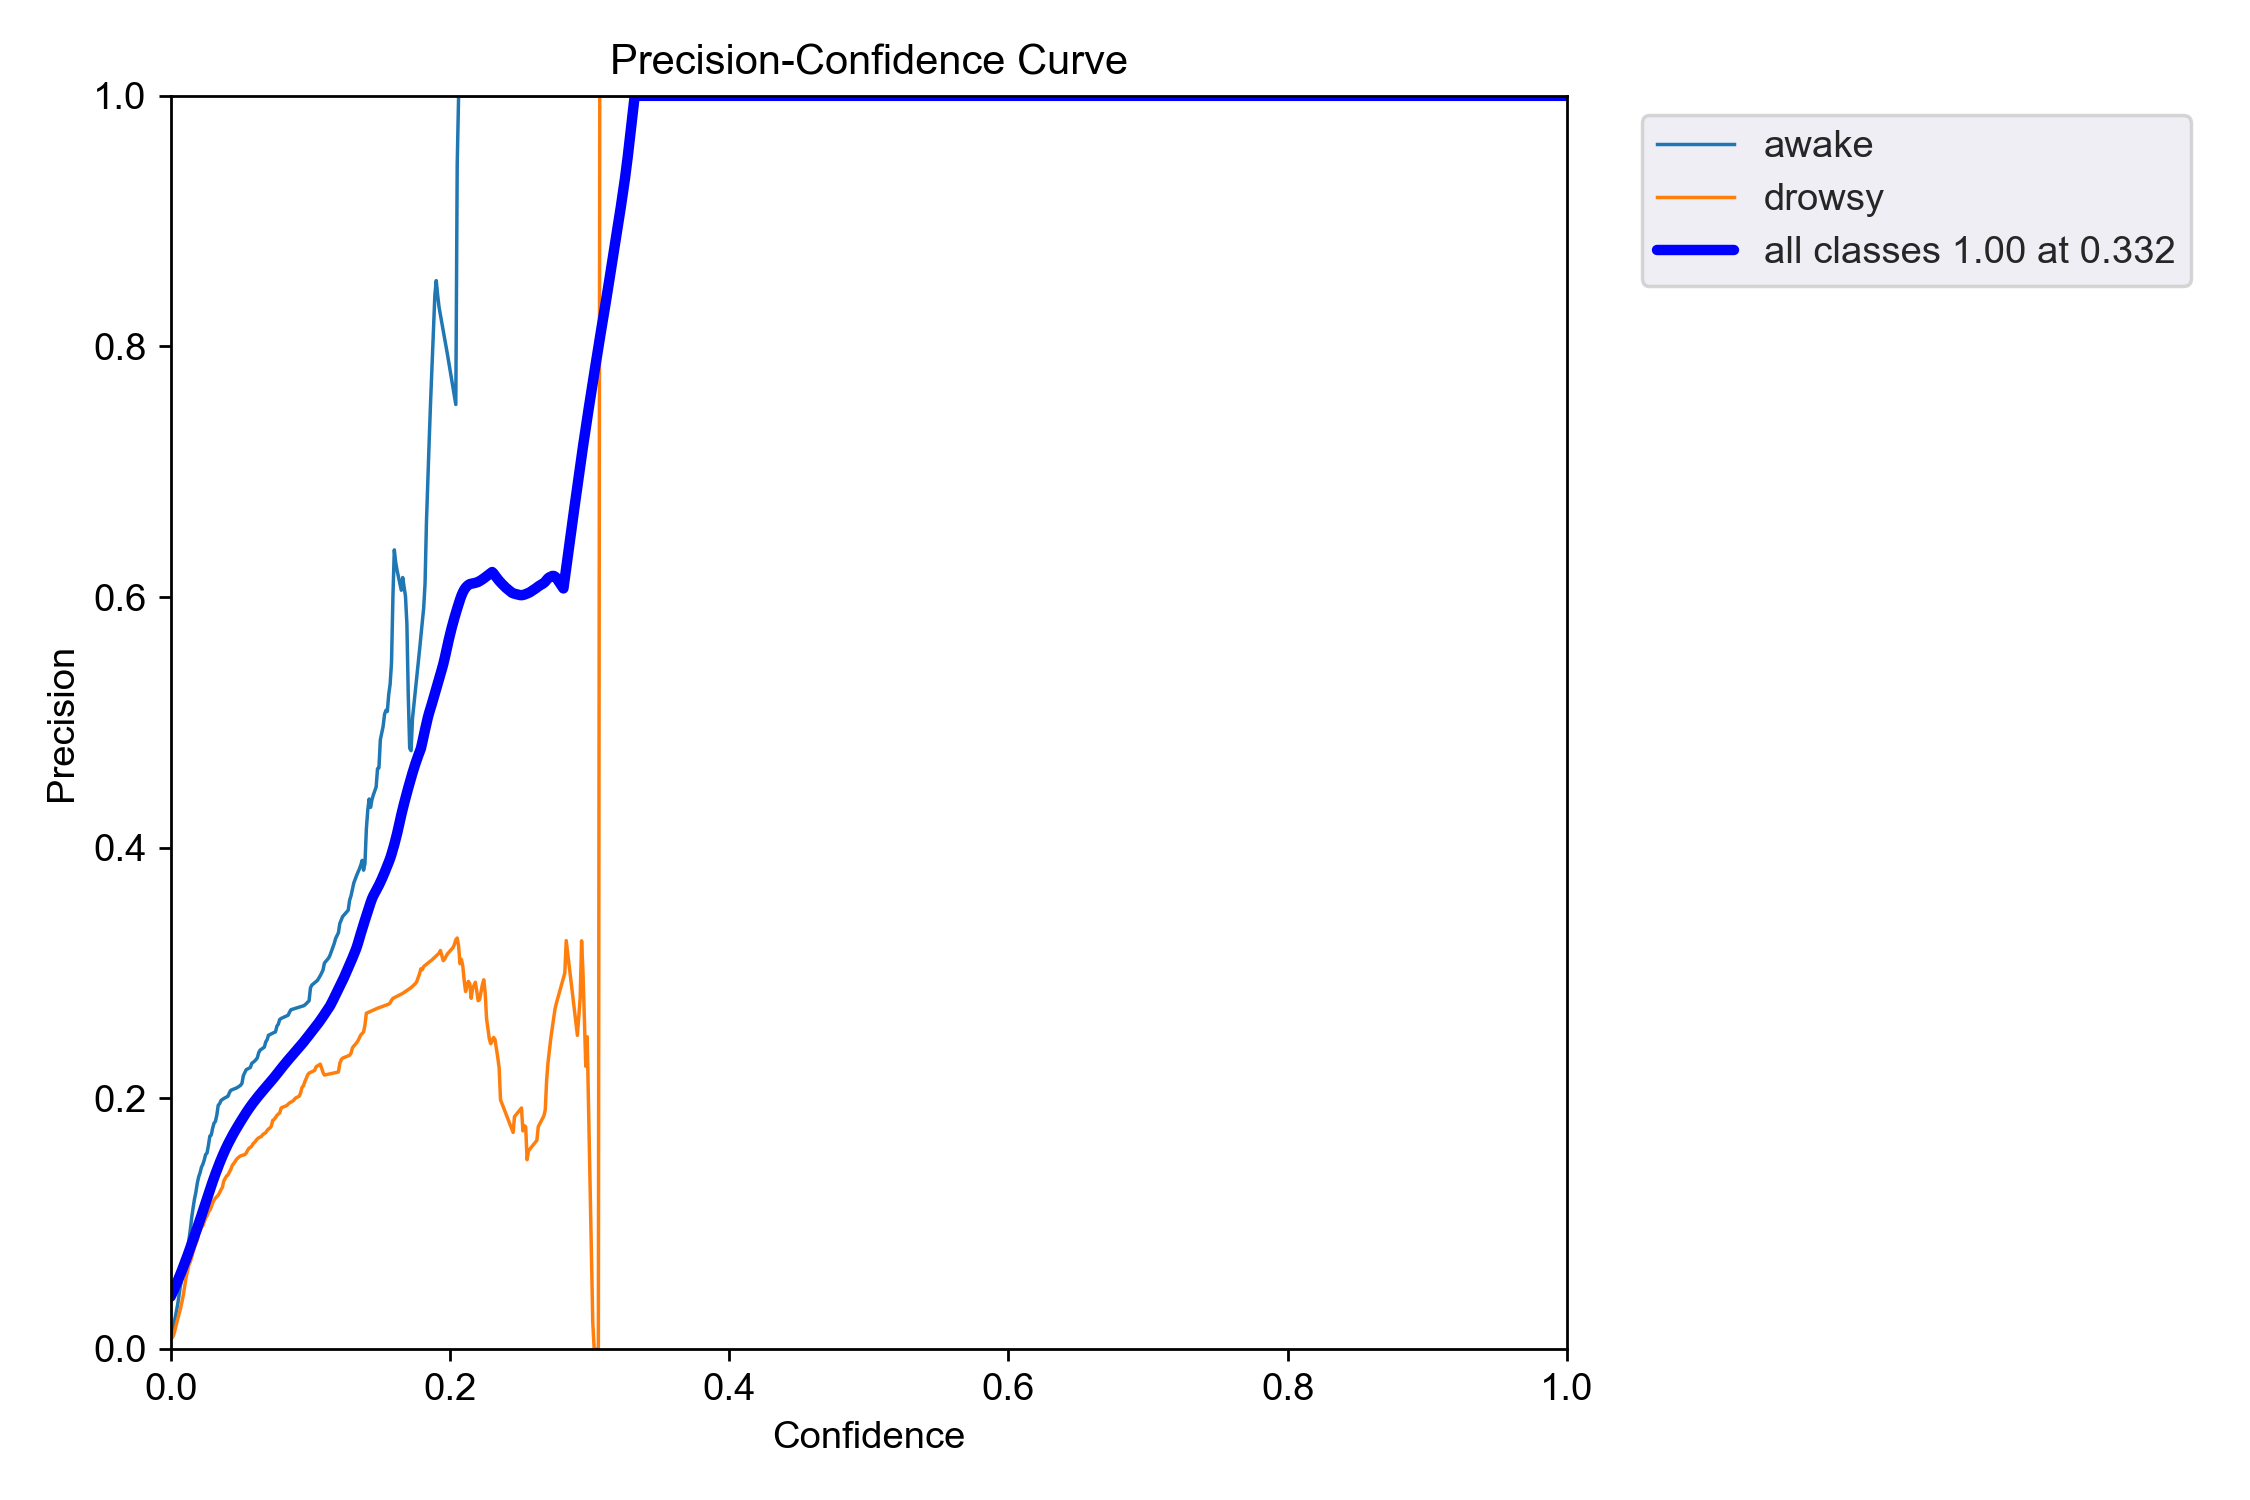 Precision-Confidence Curve
1.0
0.8
0.6
0.4
0.2
0.0
Precision
0.0 0.2 0.4 0.6 0.8 1.0
Confidence
awake
drowsy
all classes 1.00 at 0.332